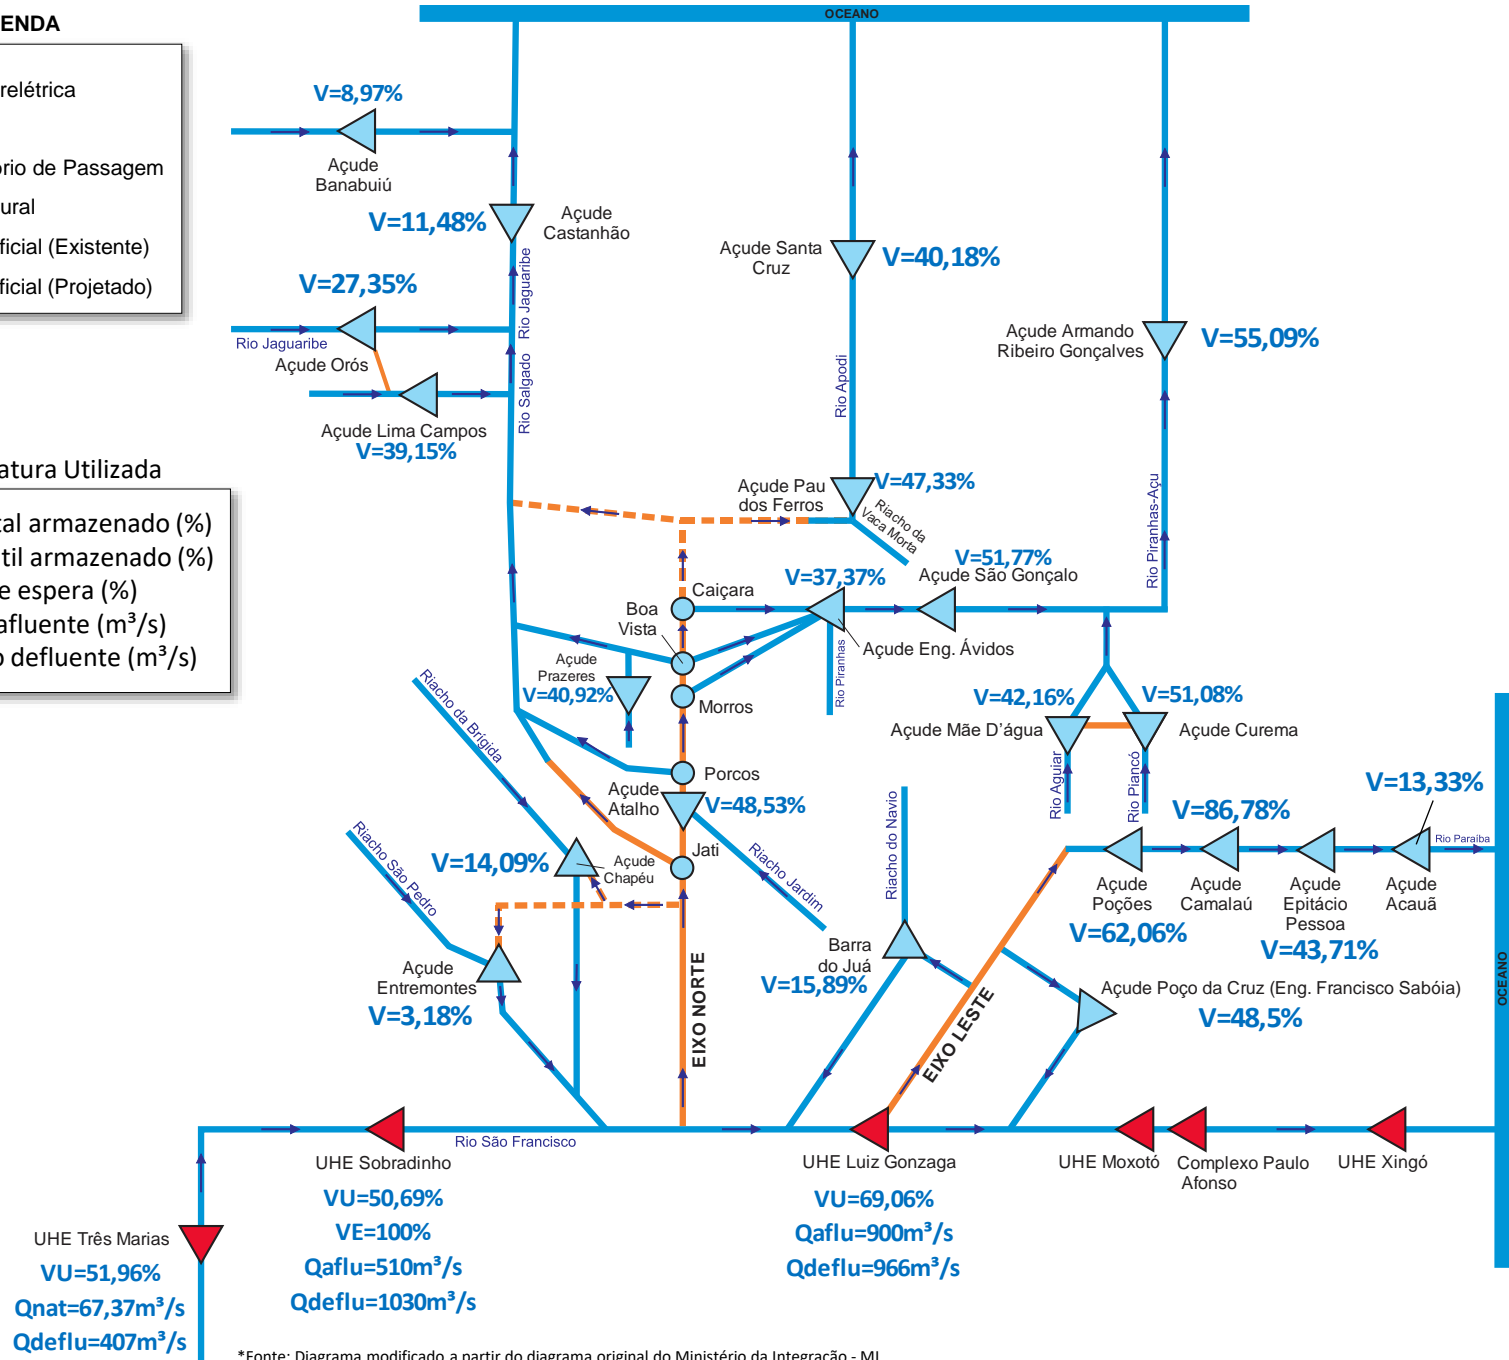 OCEANO
ENDA
relétrica
ório de Passagem
ural
ficial (Existente)
ficial (Projetado)
V=8,97%
Açude
Banabuiú
V=11,48%
Açude
Castanhão
Rio Jaguaribe
V=27,35%
Rio Jaguaribe
Açude Orós
Rio Salgado
Açude Lima Campos
V=39,15%
Açude Santa
Cruz
V=40,18%
Rio Apodi
Açude Armando
Ribeiro Gonçalves
V=55,09%
Rio Piranhas-Açu
atura Utilizada
tal armazenado (%)
til armazenado (%)
e espera (%)
afluente (m³/s)
o defluente (m³/s)
Açude Pau
dos Ferros
V=47,33%
Riacho da
Vaca Morta
V=51,77%
Açude São Gonçalo
V=37,37%
Açude Eng. Ávidos
Rio Piranhas
Caiçara
Boa
Vista
Morros
Açude
Prazeres
V=40,92%
Porcos
Açude
Atalho
V=48,53%
Jati
Riacho Jardim
Riacho da Brígida
V=14,09%
Açude
Chapéu
Riacho São Pedro
Açude
Entremontes
V=3,18%
EIXO NORTE
V=42,16%
Açude Mãe D'água
Rio Aguiar
V=51,08%
Açude Curema
Rio Piancó
V=13,33%
V=86,78%
Rio Paraiba
Açude
Poções
V=62,06%
Açude
Camalaú
Açude
Epitácio
Pessoa
V=43,71%
Açude
Acauã
Riacho do Navio
Barra
do Juá
V=15,89%
EIXO LESTE
Açude Poço da Cruz (Eng. Francisco Sabóia)
V=48,5%
OCEANO
Rio São Francisco
UHE Sobradinho
VU=50,69%
VE=100%
Qaflu=510m³/s
Qdeflu=1030m³/s
UHE Luiz Gonzaga
VU=69,06%
Qaflu=900m³/s
Qdeflu=966m³/s
UHE Moxotó
Complexo Paulo
Afonso
UHE Xingó
UHE Três Marias
VU=51,96%
Qnat=67,37m³/s
Qdeflu=407m³/s
*Fonte: Diagrama modificado a partir do diagrama original do Ministério da Integração - MI